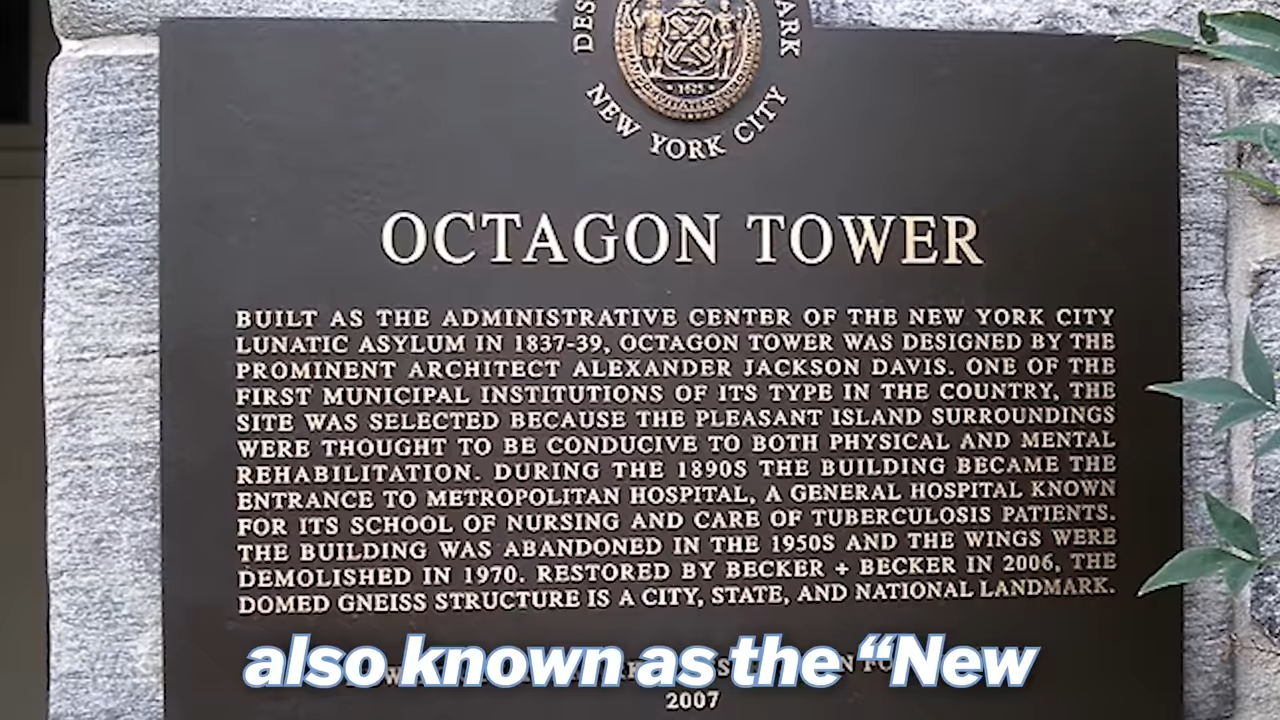 DES ARK
1625
NEW YORK CITY
OCTAGON TOWER
BUILT AS THE ADMINISTRATIVE CENTER OF THE NEW YORK CITY
LUNATIC ASYLUM IN 1837-39, OCTAGON TOWER WAS DESIGNED BY THE
PROMINENT ARCHITECT ALEXANDER JACKSON DAVIS. ONE OF THE
FIRST MUNICIPAL INSTITUTIONS OF ITS TYPE IN THE COUNTRY, THE
SITE WAS SELECTED BECAUSE THE PLEASANT ISLAND SURROUNDINGS
WERE THOUGHT TO BE CONDUCIVE TO BOTH PHYSICAL AND MENTAL
REHABILITATION. DURING THE 1890S THE BUILDING BECAME THE
ENTRANCE TO METROPOLITAN HOSPITAL, A GENERAL HOSPITAL KNOWN
FOR ITS SCHOOL OF NURSING AND CARE OF TUBERCULOSIS PATIENTS.
THE BUILDING WAS ABANDONED IN THE 1950S AND THE WINGS WERE
DEMOLISHED IN 1970. RESTORED BY BECKER + BECKER IN 2006, THE
DOMED GNEISS STRUCTURE IS A CITY, STATE, AND NATIONAL LANDMARK.
also known as the “New
2007